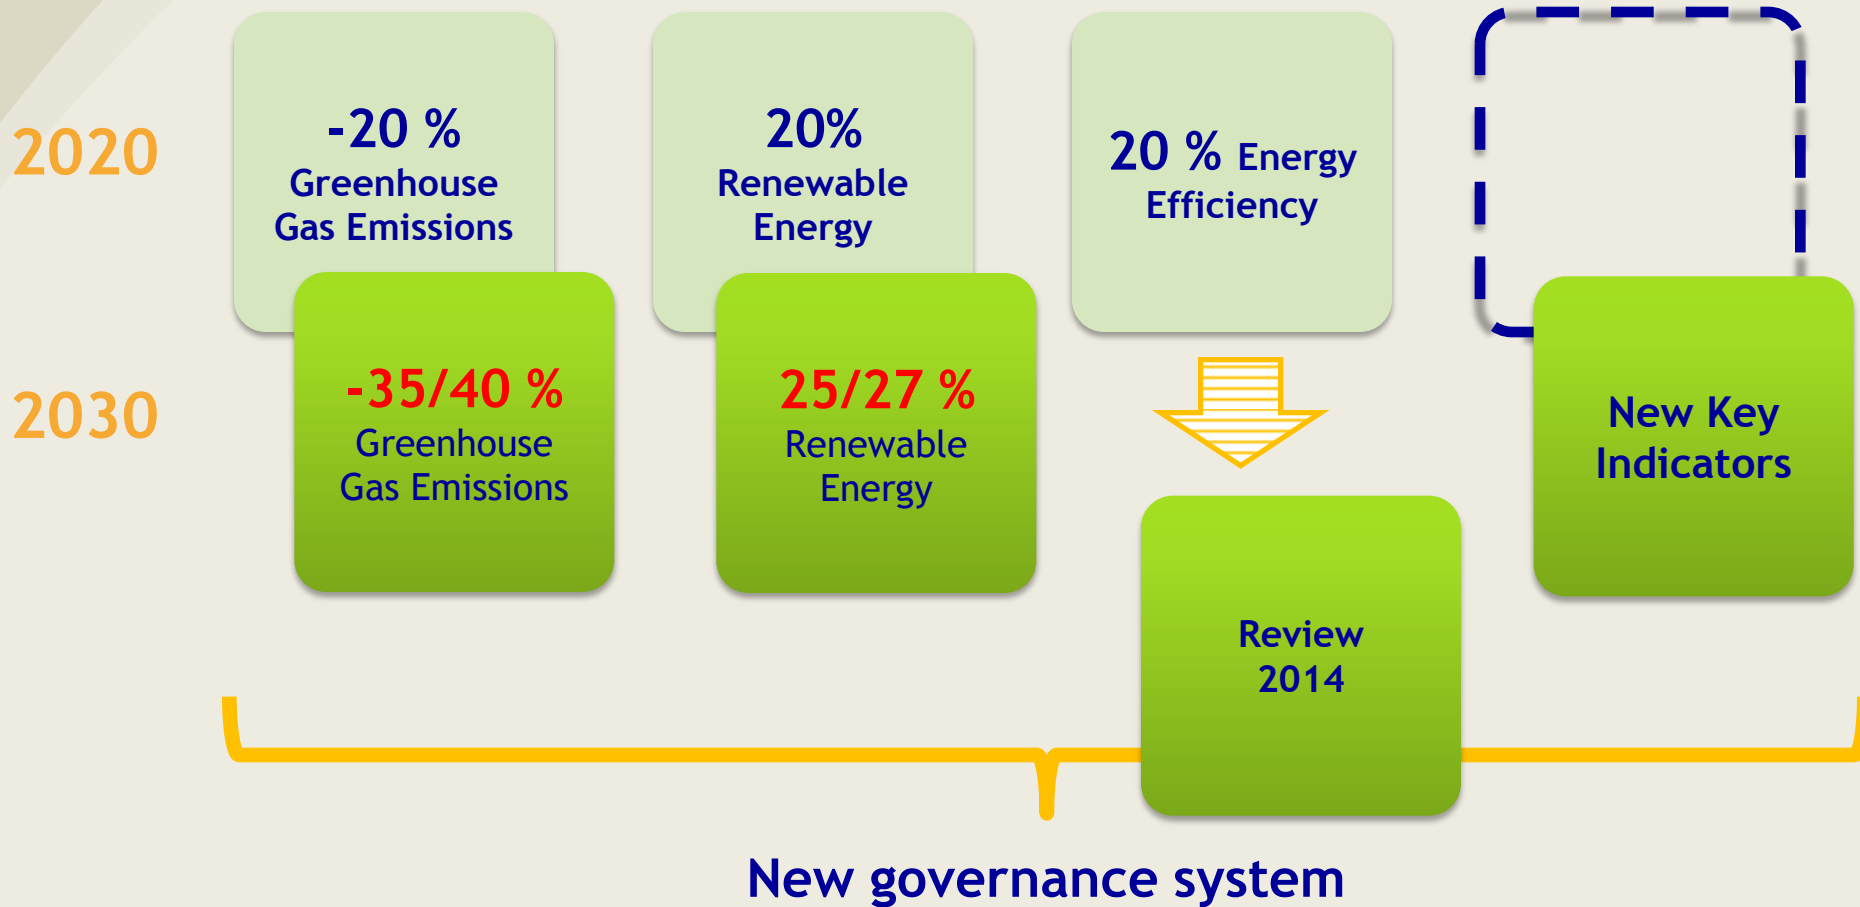 2020
-20 %
Greenhouse
Gas Emissions
20%
Renewable
Energy
20 % Energy
Efficiency
2030
-35/40 %
Greenhouse
Gas Emissions
25/27 %
Renewable
Energy
New Key
Indicators
Review
2014
New governance system